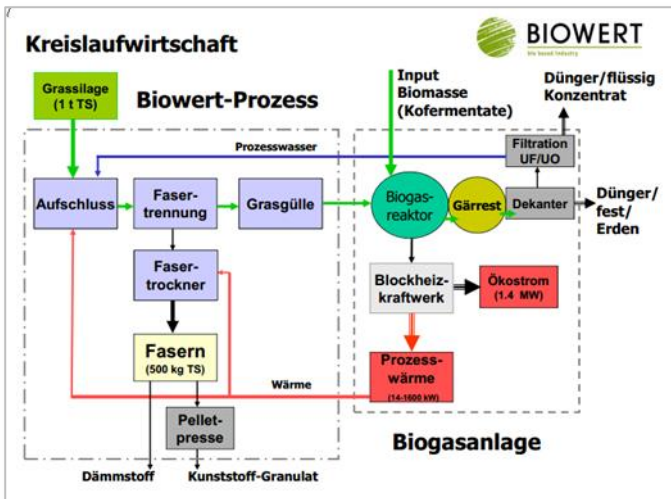 Kreislaufwirtschaft
BIOWERT
bio based industry
Grassilage
(1 t TS)
Biowert-Prozess
Input
Biomasse
(Kofermentate)
Dünger/flüssig
Konzentrat
Prozesswasser
Filtration
UF/UO
Aufschluss
Faser-
trennung
Grasgülle
Biogas-
reaktor
Gärrest
Dekanter
Dünger/
fest/
Erden
Faser-
trockner
Blockheiz-
kraftwerk
Ökostrom
(1.4 MW)
Fasern
(500 kg TS)
Wärme
Prozess-
wärme
(14-1600 kW)
Pellet-
presse
Biogasanlage
Dämmstoff
Kunststoff-Granulat